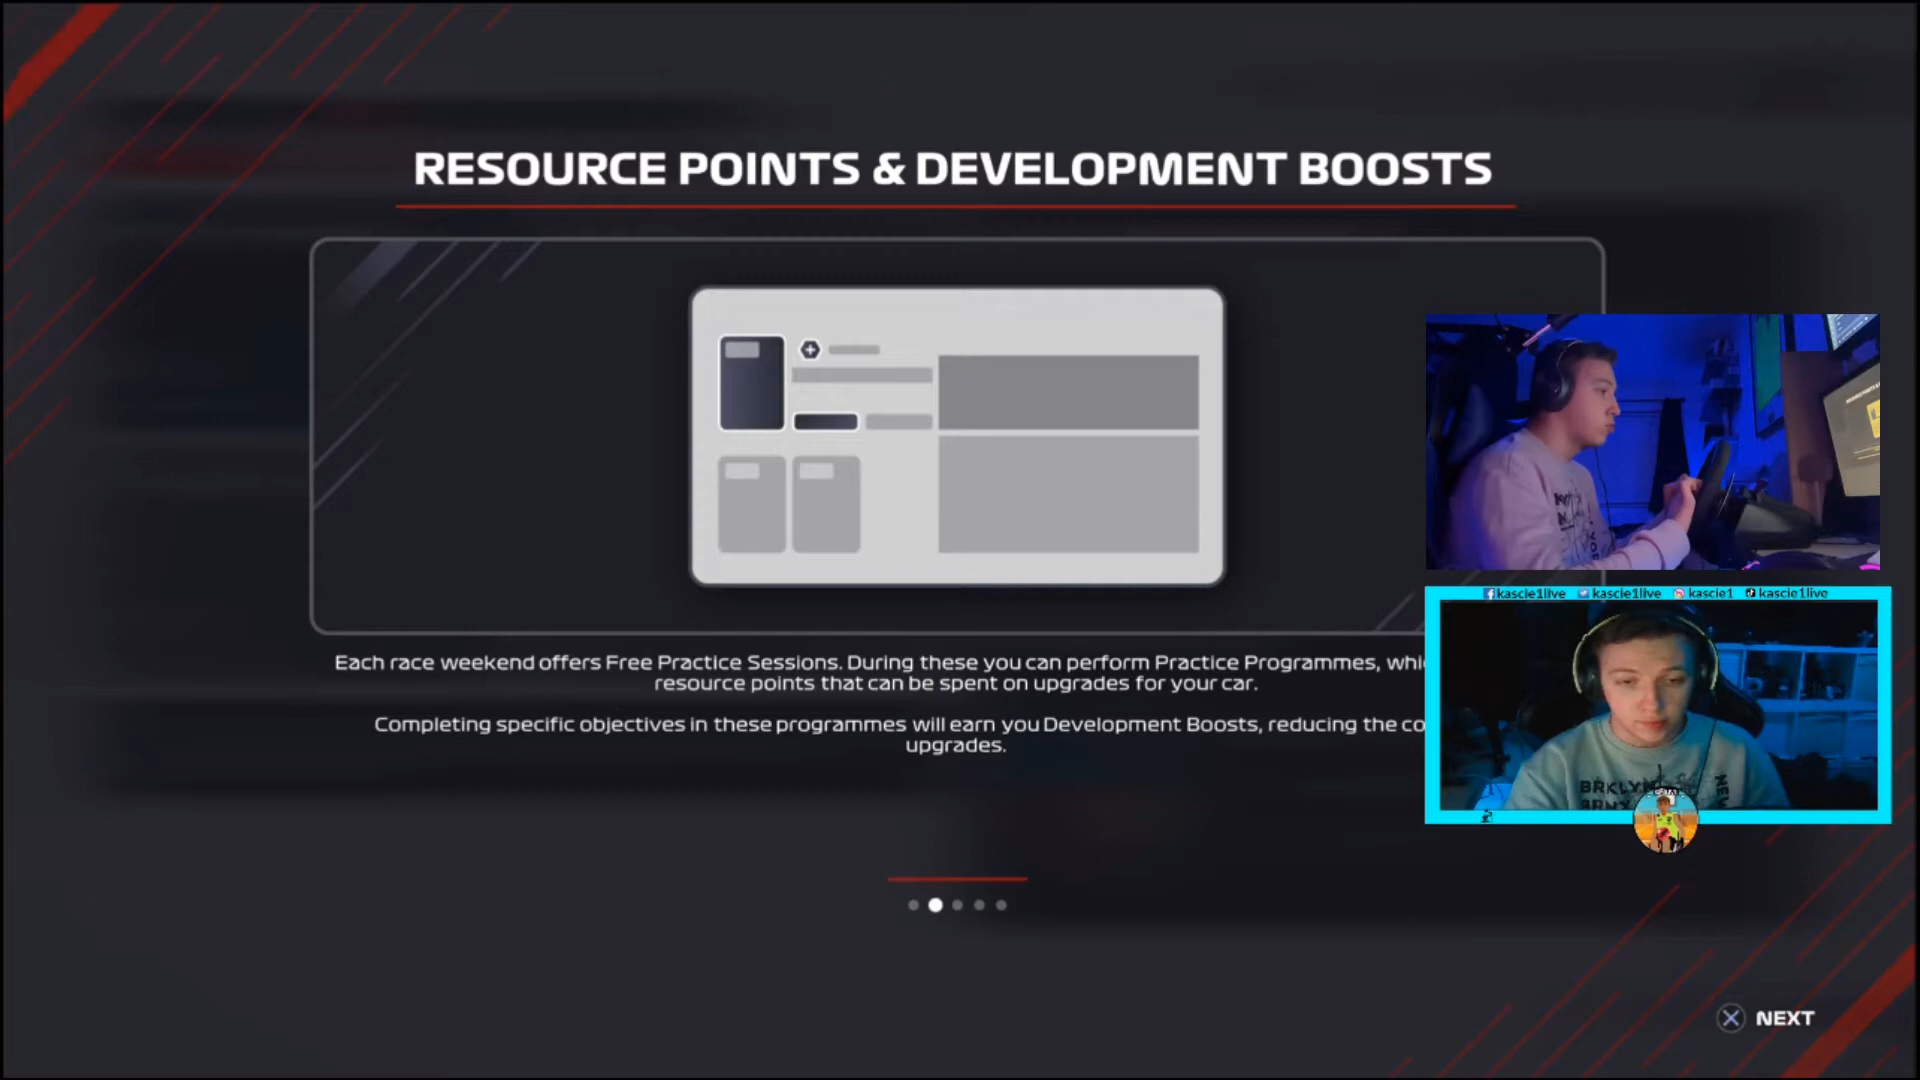 RESOURCE POINTS & DEVELOPMENT BOOSTS
Each race weekend offers Free Practice Sessions. During these you can perform Practice Programmes,
resource points that can be spent on upgrades for your car.
Completing specific objectives in these programmes will earn you Development Boosts, reducing the
upgrades.
kascie1live kascie1live kascie1 kascie1live
BRKLYN
NEXT